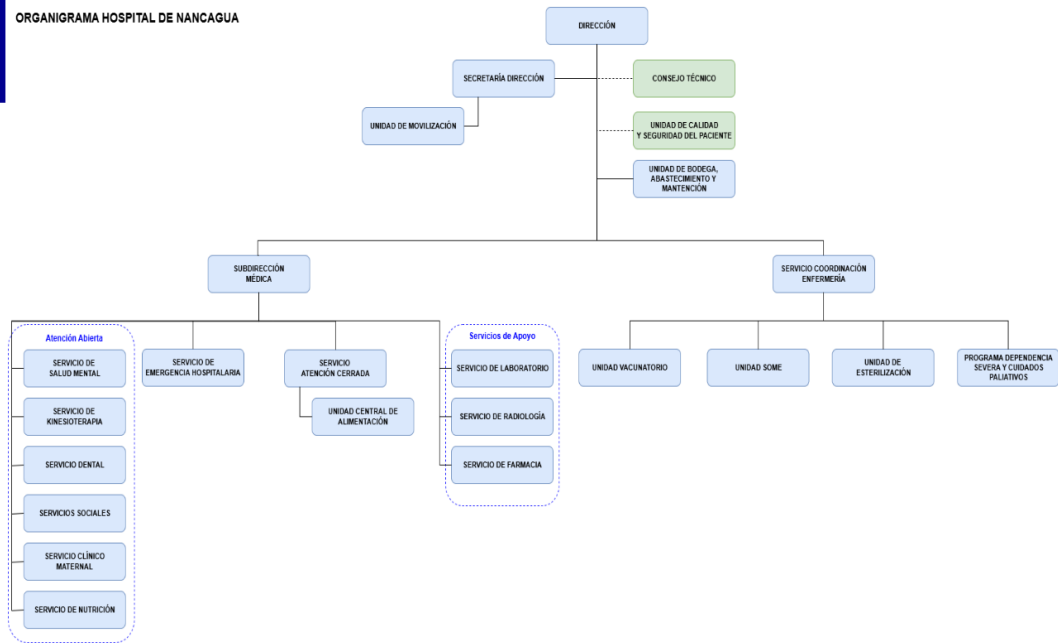 ORGANIGRAMA HOSPITAL DE NANCAGUA
DIRECCIÓN
SECRETARÍA DIRECCIÓN
CONSEJO TÉCNICO
UNIDAD DE MOVILIZACIÓN
UNIDAD DE CALIDAD
Y SEGURIDAD DEL PACIENTE
UNIDAD DE BODEGA,
ABASTECIMIENTO Y
MANTENCIÓN
SUBDIRECCIÓN
MÉDICA
SERVICIO COORDINACIÓN
ENFERMERÍA
Atención Abierta
SERVICIO DE
SALUD MENTAL
SERVICIO DE
KINESIOTERAPIA
SERVICIO DENTAL
SERVICIOS SOCIALES
SERVICIO CLÍNICO
MATERNAL
SERVICIO DE NUTRICIÓN
SERVICIO DE
EMERGENCIA HOSPITALARIA
SERVICIO
ATENCIÓN CERRADA
UNIDAD CENTRAL DE
ALIMENTACIÓN
Servicios de Apoyo
SERVICIO DE LABORATORIO
SERVICIO DE RADIOLOGÍA
SERVICIO DE FARMACIA
UNIDAD VACUNATORIO
UNIDAD SOME
UNIDAD DE
ESTERILIZACIÓN
PROGRAMA DEPENDENCIA
SEVERA Y CUIDADOS
PALIATIVOS